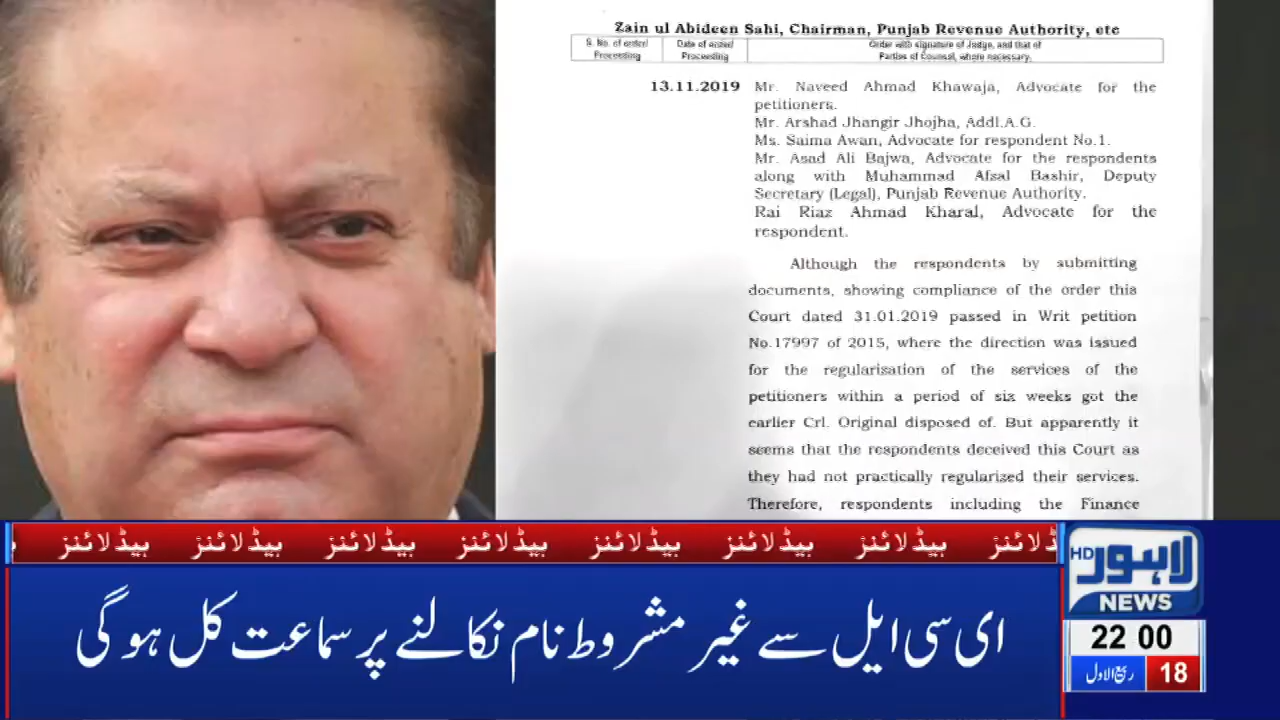 Zain ul Abideen Sahi, Chairman, Punjab Revenue Authority, etc
S. No. of order/ Proceeding
Date of order/ Proceeding
Order with signature of Judge, and that of Parties of Counsel, where necessary.
13.11.2019 Mr. Naveed Ahmad Khawaja, Advocate for the
petitioners.
Mr. Arshad Jhangir Jhojha, Addl.A.G.
Ms. Saima Awan, Advocate for respondent No.1.
Mr. Asad Ali Bajwa, Advocate for the respondents
along with Muhammad Afsal Bashir, Deputy
Secretary (Legal), Punjab Revenue Authority.
Rai Riaz Ahmad Kharal, Advocate for the
respondent.
Although the respondents by submitting
documents, showing compliance of the order this
Court dated 31.01.2019 passed in Writ petition
No.17997 of 2015, where the direction was issued
for the regularisation of the services of the
petitioners within a period of six weeks got the
earlier Crl. Original disposed of. But apparently it
seems that the respondents deceived this Court as
they had not practically regularized their services.
Therefore, respondents including the Finance
ہیڈلائنز ہیڈلائنز ہیڈلائنز ہیڈلائنز ہیڈلائنز ہیڈلائنز ہیڈلائنز ڈلائنز
ای سی ایل سے غیر مشروط نام نکالنے پر سماعت کل ہوگی
لاہور HD
NEWS
22 00
18 ربیع الاول